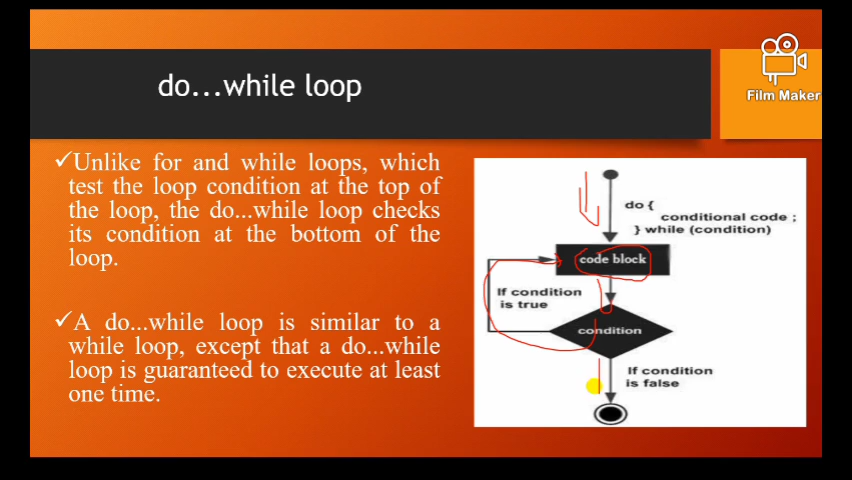 do...while loop
Film Maker
✓Unlike for and while loops, which
test the loop condition at the top of
the loop, the do...while loop checks
its condition at the bottom of the
loop.
✓A do...while loop is similar to a
while loop, except that a do...while
loop is guaranteed to execute at least
one time.
do {
conditional code ;
} while (condition)
code block
If condition
is true
condition
If condition
is false